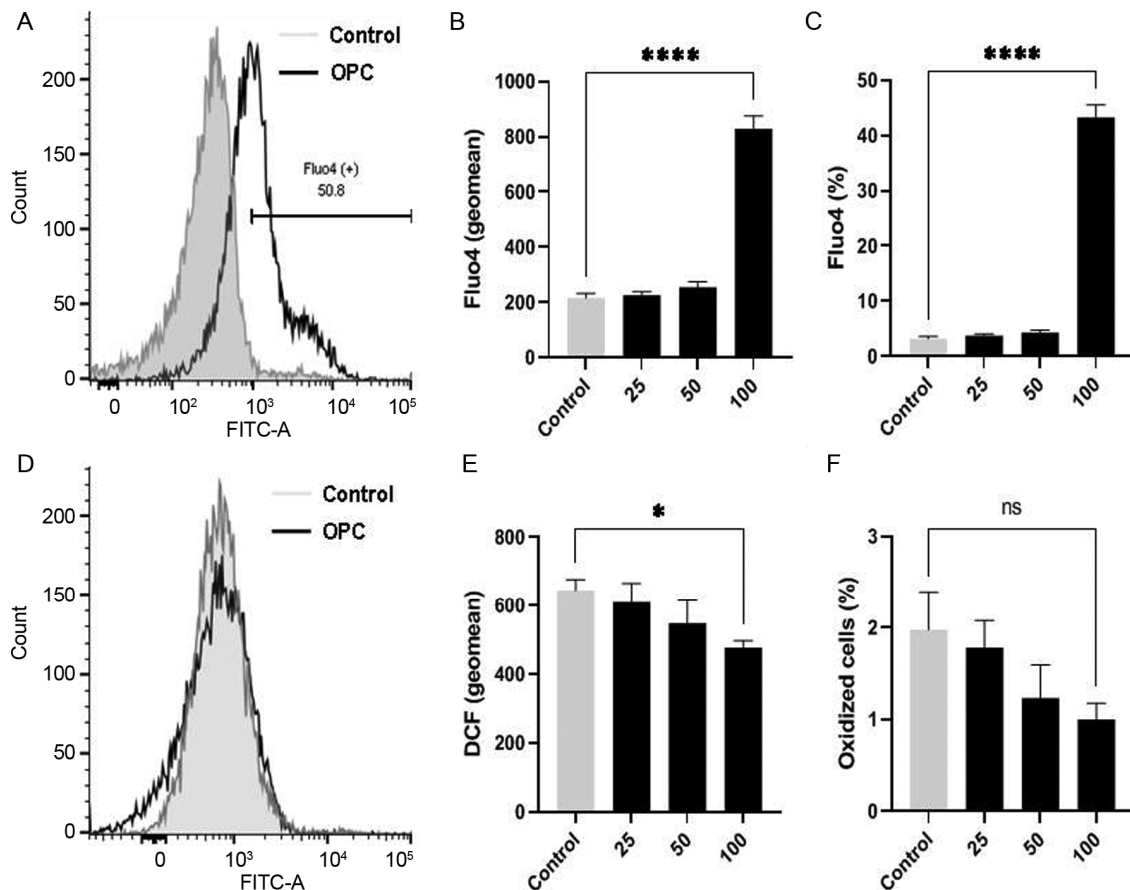 A
Control
OPC
Fluo4 (+)
50.8
Count
200
150
100
50
0
0 10² 10³ 10⁴ 10⁵
FITC-A
B
****
Fluo4 (geomean)
1000
800
600
400
200
0
Control 25 50 100
C
****
Fluo4 (%)
50
40
30
20
10
0
Control 25 50 100
D
Control
OPC
Count
200
150
100
50
0
0 10³ 10⁴ 10⁵
FITC-A
E
*
DCF (geomean)
800
600
400
200
0
Control 25 50 100
F
ns
Oxidized cells (%)
3
2
1
0
Control 25 50 100